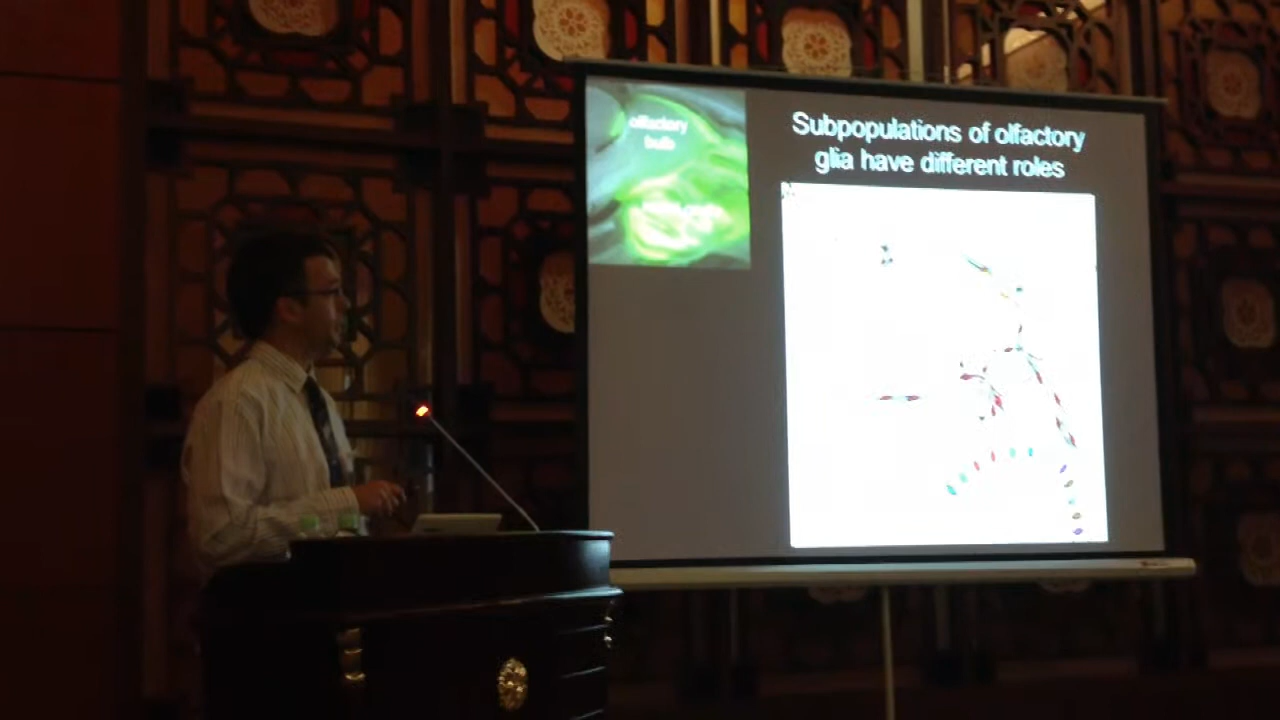 olfactory
bulb
Subpopulations of olfactory
glia have different roles